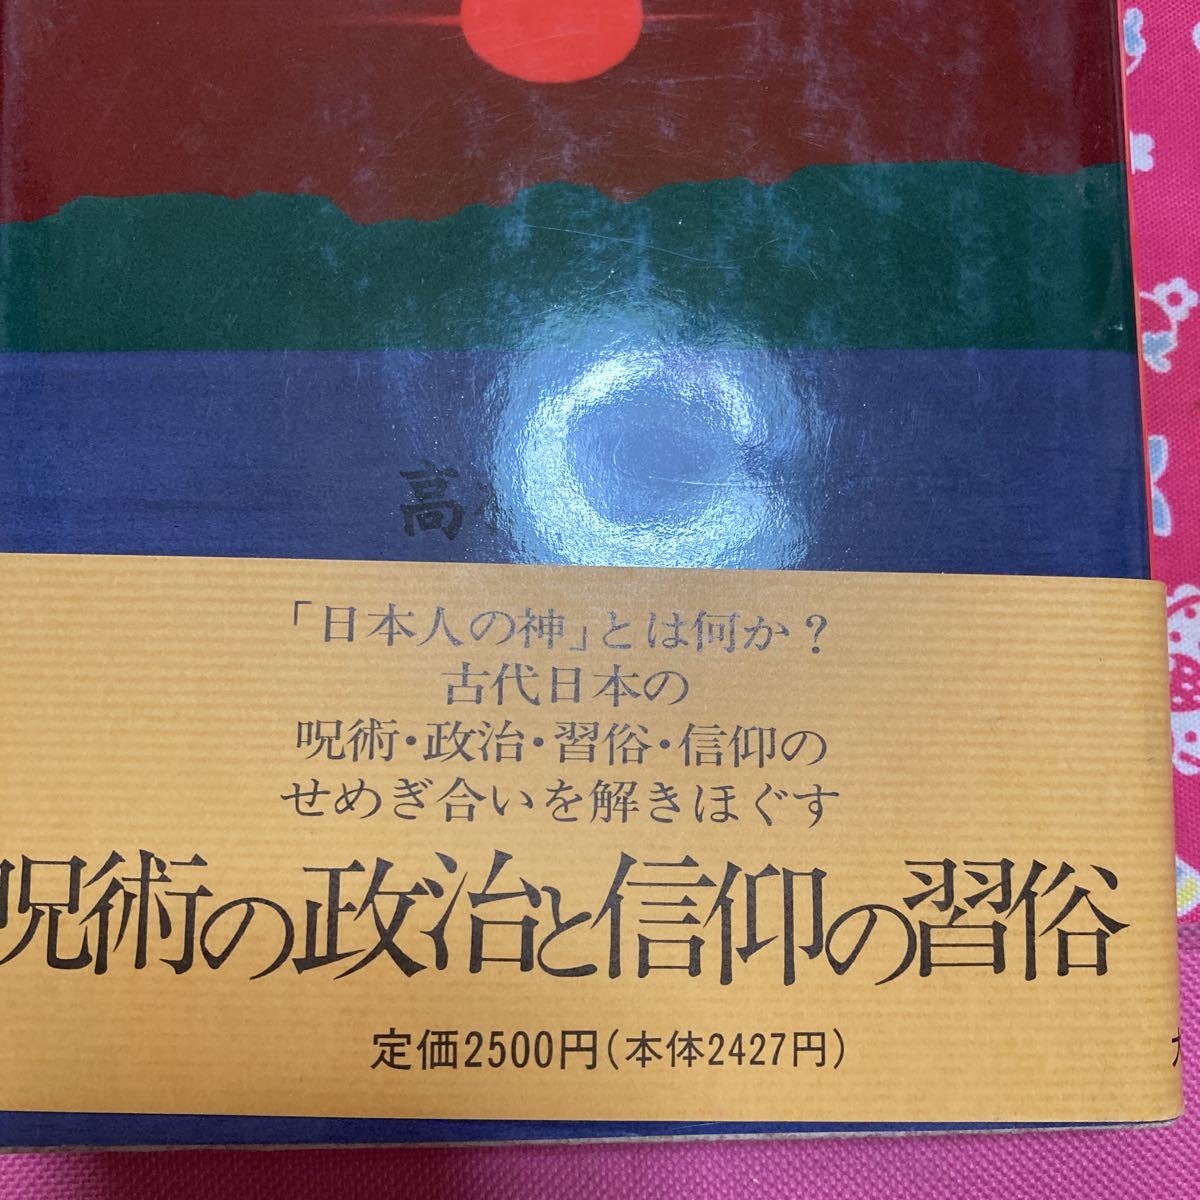 高
「日本人の神」とは何か?
古代日本の
呪術・政治・習俗・信仰の
せめぎ合いを解きほぐす
呪術の政治と信仰の習俗
定価2500円(本体2427円)